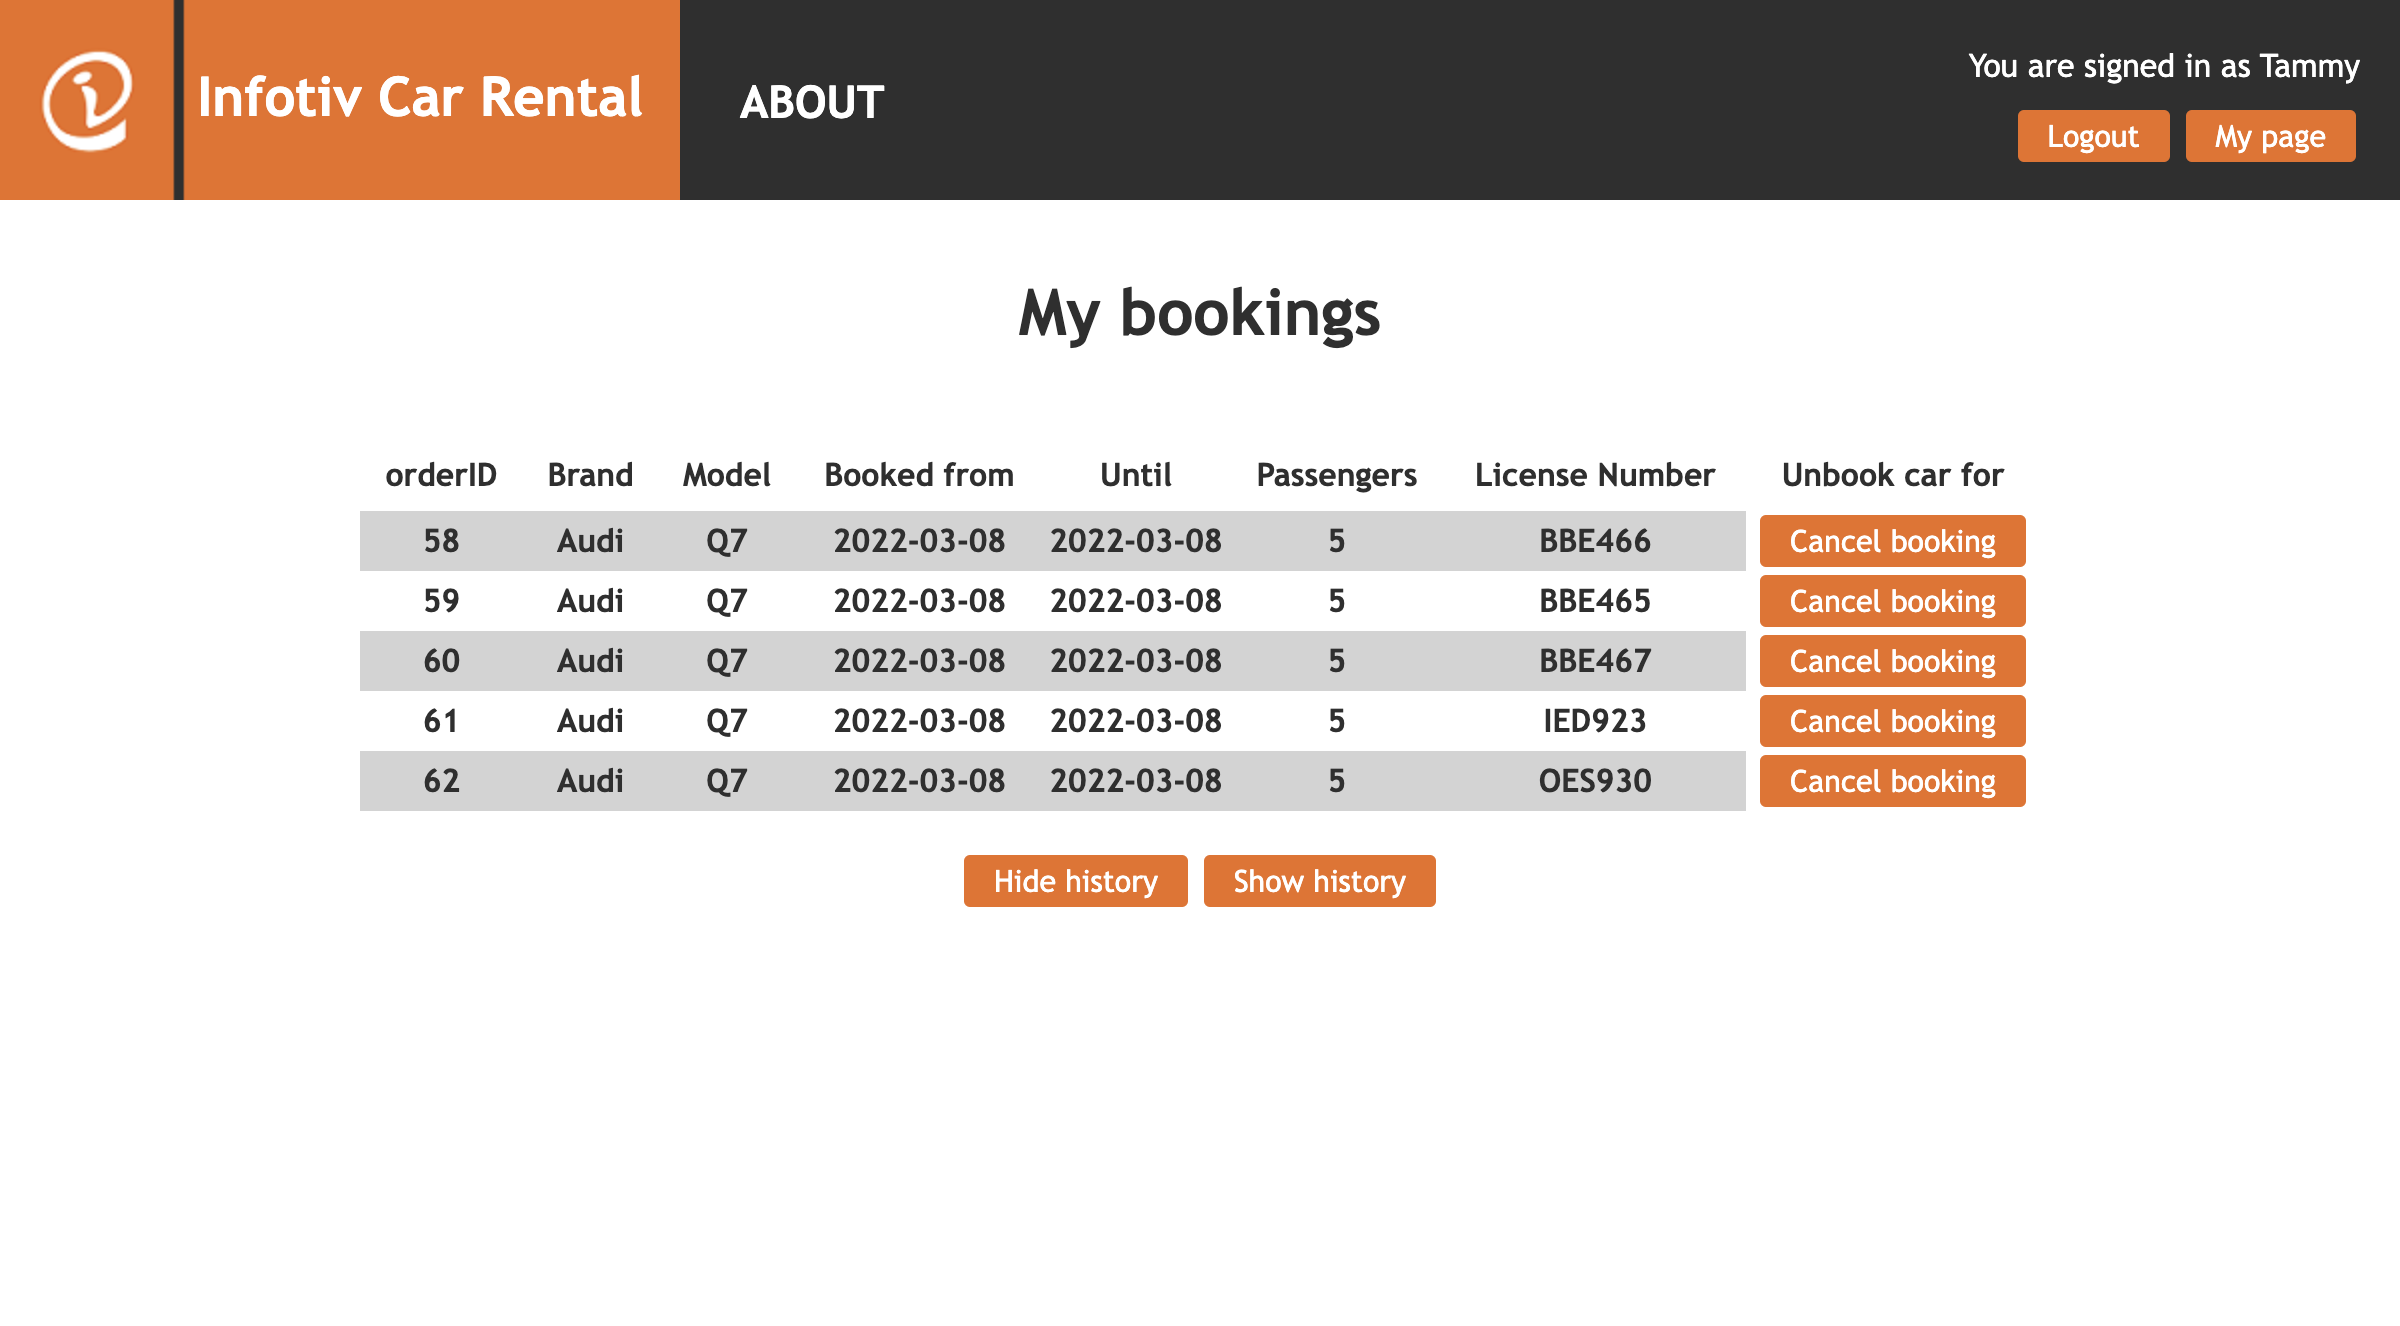 Infotiv Car Rental
ABOUT
You are signed in as Tammy
Logout My page
My bookings
orderID Brand Model Booked from Until Passengers License Number Unbook car for
58 Audi Q7 2022-03-08 2022-03-08 5 BBE466 Cancel booking
59 Audi Q7 2022-03-08 2022-03-08 5 BBE465 Cancel booking
60 Audi Q7 2022-03-08 2022-03-08 5 BBE467 Cancel booking
61 Audi Q7 2022-03-08 2022-03-08 5 IED923 Cancel booking
62 Audi Q7 2022-03-08 2022-03-08 5 OES930 Cancel booking
Hide history Show history